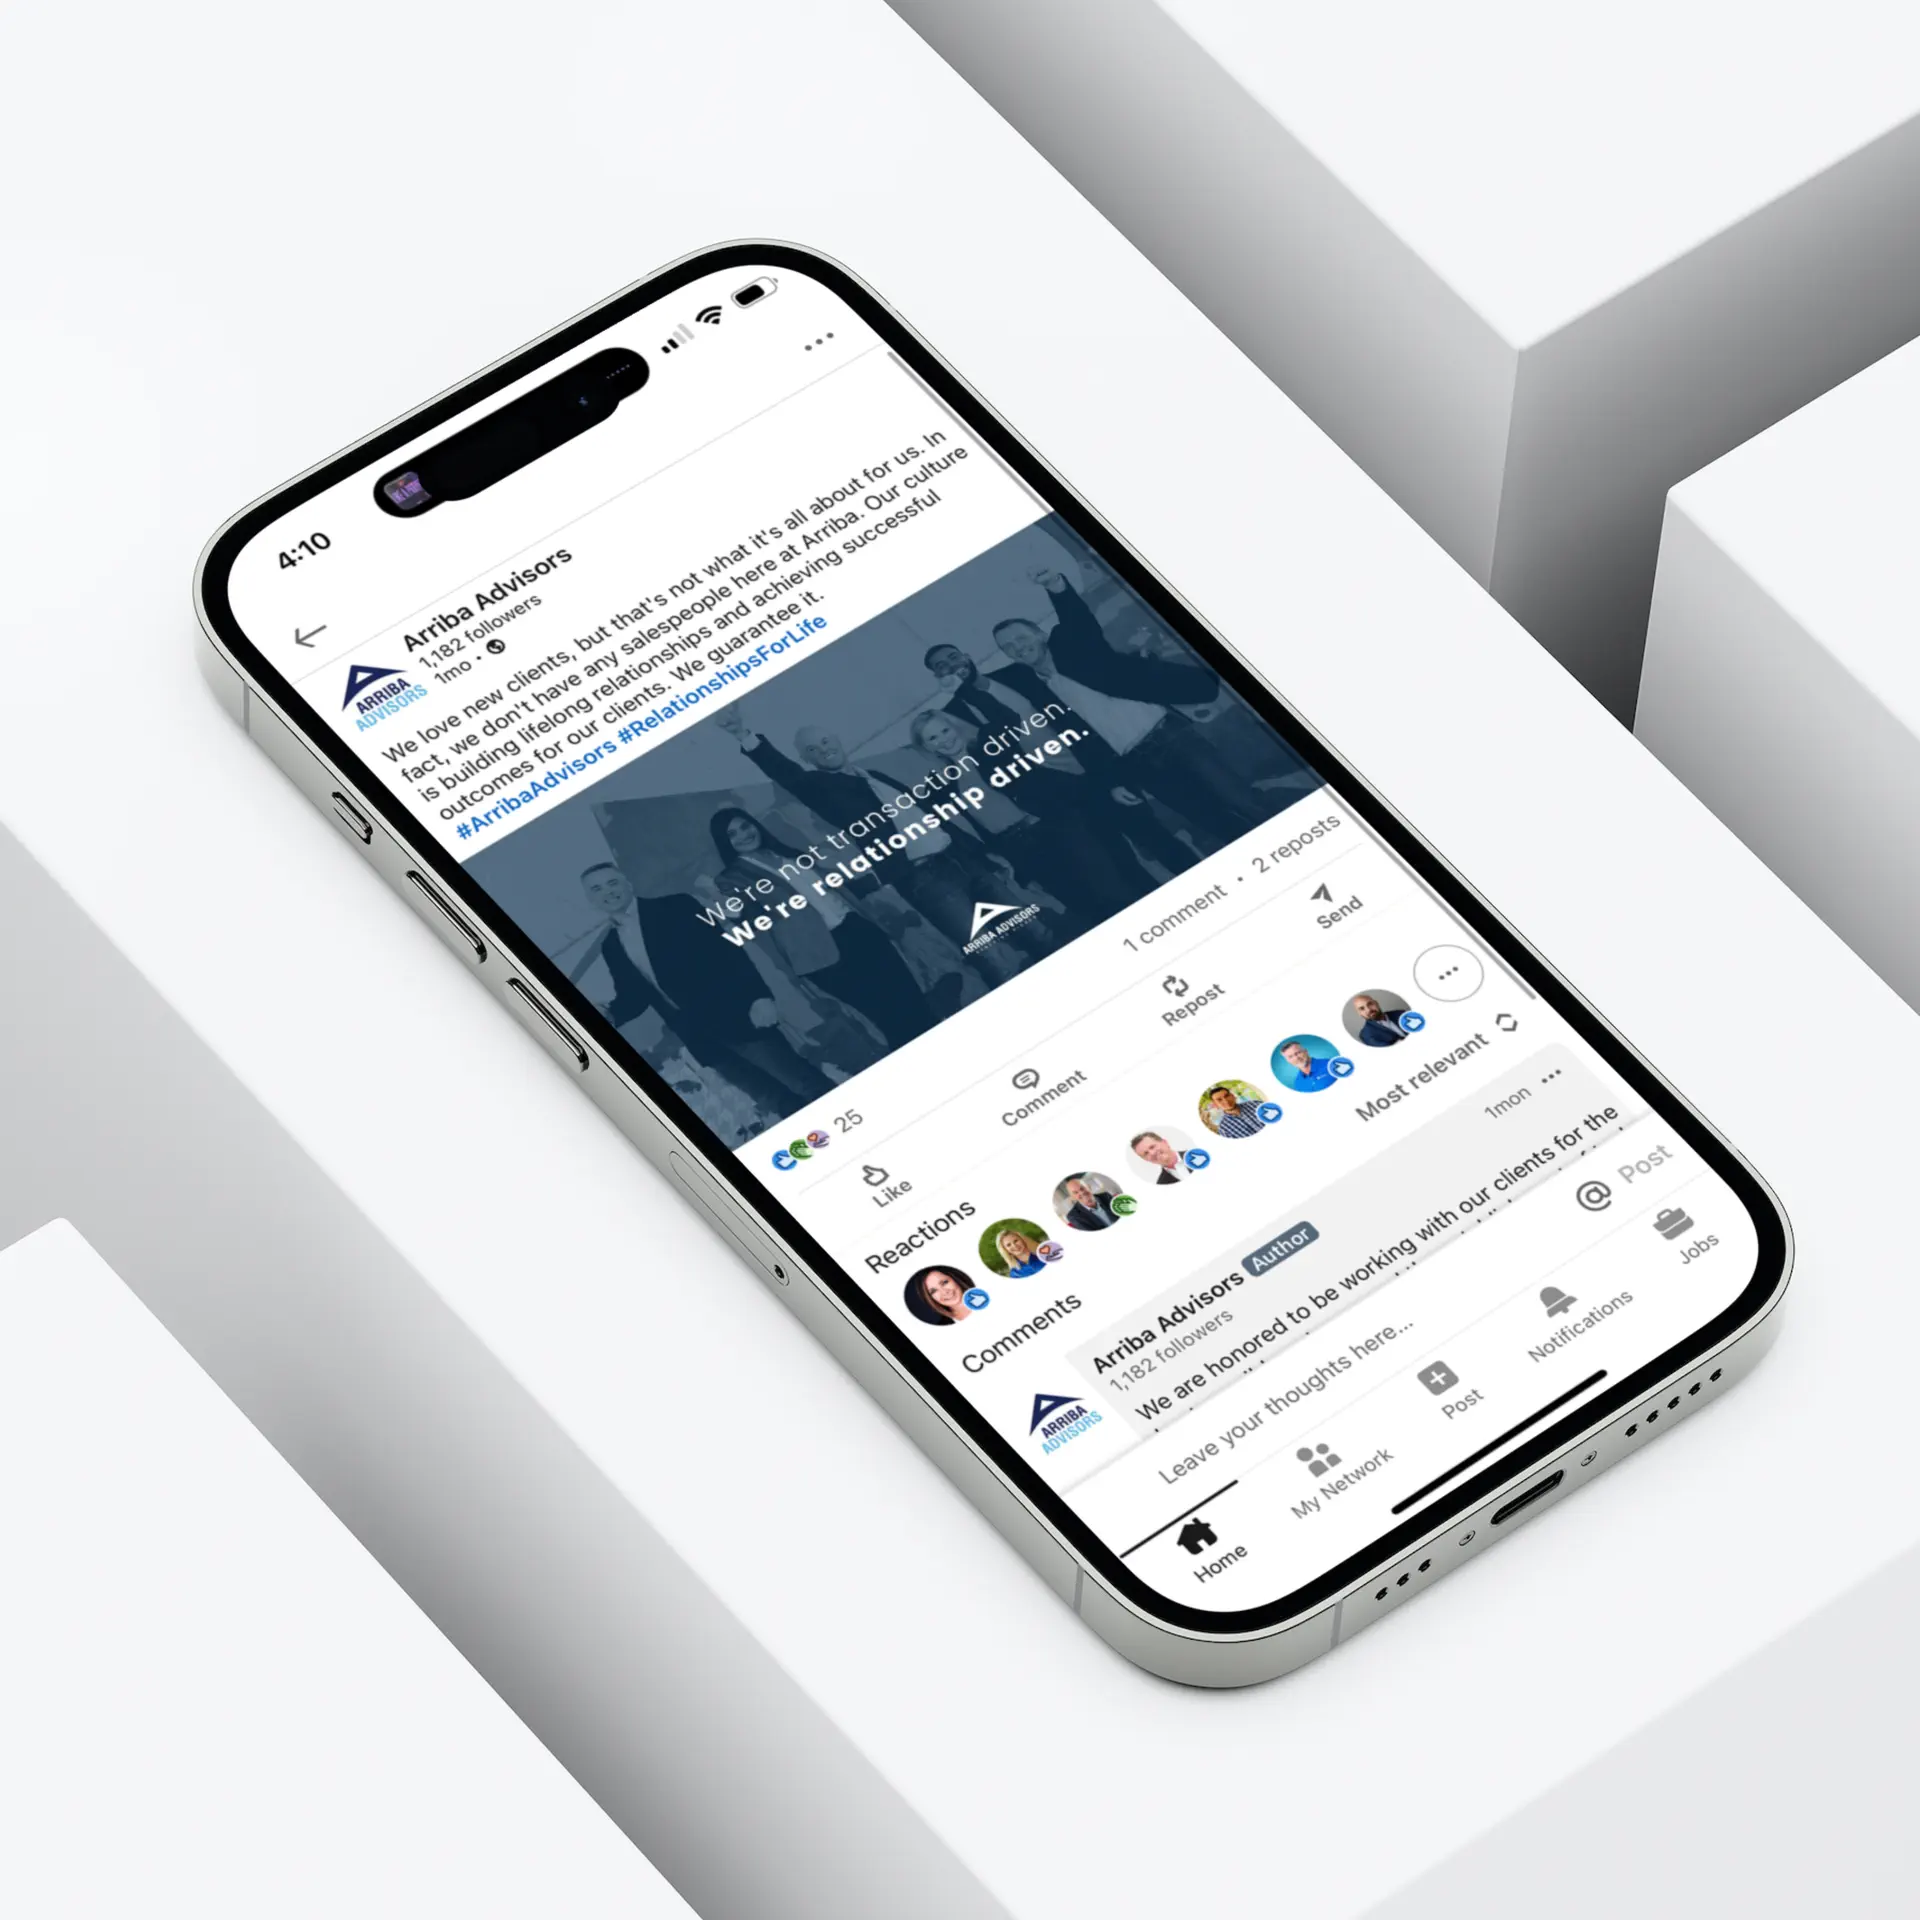 4:10
Arriba Advisors
1,182 followers
1mo •
ARRIBA
ADVISORS
We love new clients, but that's not what it's all about for us. In
fact, we don't have any salespeople here at Arriba. Our culture
is building lifelong relationships and achieving successful
outcomes for our clients. We guarantee it.
#ArribaAdvisors #RelationshipsForLife
We're not transaction driven.
We're relationship driven.
ARRIBA ADVISORS
25
1 comment • 2 reposts
Like
Comment
Repost
Send
Reactions
Comments
Most relevant
ARRIBA
ADVISORS
Arriba Advisors Author
1mon
1,182 followers
We are honored to be working with our clients for the
Leave your thoughts here...
@ Post
Home
My Network
Post
Notifications
Jobs